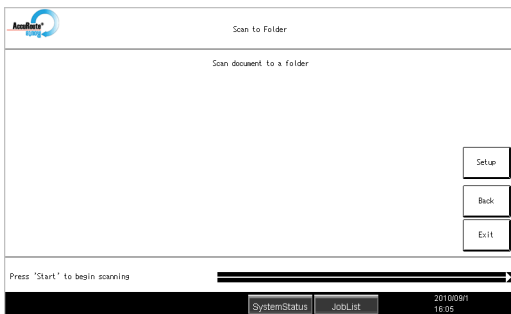 AccuRoute®
Scan to Folder
Scan document to a folder
Setup
Back
Exit
Press 'Start' to begin scanning
SystemStatus
JobList
2010/09/1
16:05